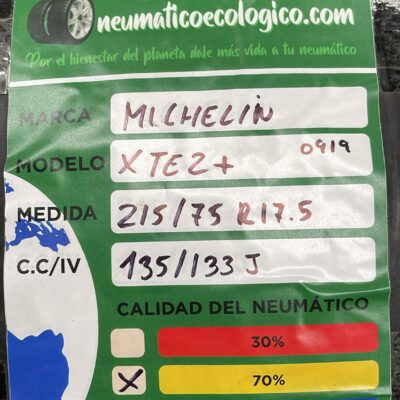 neumaticoecologico.com
Por el bienestar del planeta dale más vida a tu neumático
MARCA MICHELIN
MODELO X TE2+ 0919
MEDIDA 215/75 R17.5
C.C/IV 135/133 J
CALIDAD DEL NEUMÁTICO
30%
X 70%